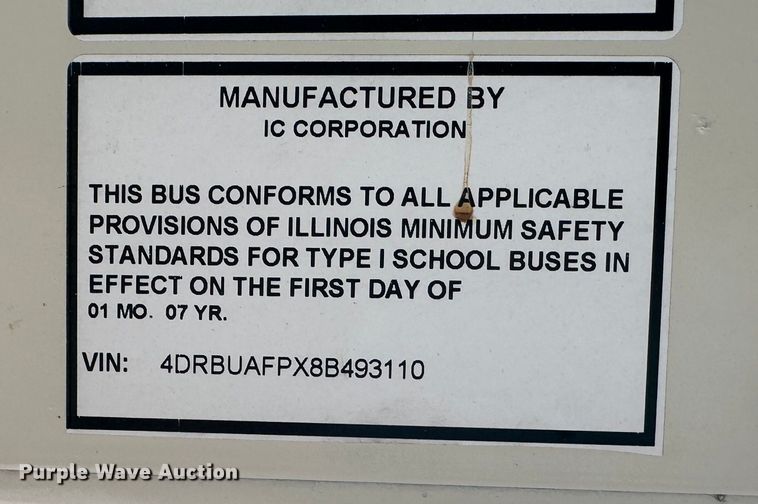 MANUFACTURED BY
IC CORPORATION
THIS BUS CONFORMS TO ALL APPLICABLE
PROVISIONS OF ILLINOIS MINIMUM SAFETY
STANDARDS FOR TYPE I SCHOOL BUSES IN
EFFECT ON THE FIRST DAY OF
01 MO. 07 YR.
VIN: 4DRBUAFPX8B493110
Purple Wave Auction